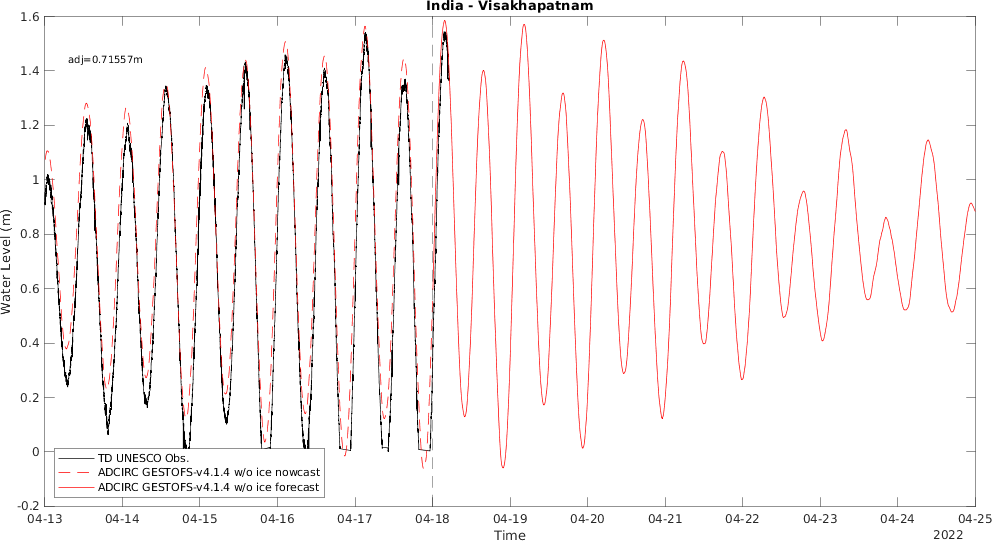 India - Visakhapatnam
1.6
1.4
1.2
1
0.8
0.6
0.4
0.2
0
-0.2
Water Level (m)
adj=0.71557m
TD UNESCO Obs.
ADCIRC GESTOFS-v4.1.4 w/o ice nowcast
ADCIRC GESTOFS-v4.1.4 w/o ice forecast
04-13 04-14 04-15 04-16 04-17 04-18 04-19 04-20 04-21 04-22 04-23 04-24 04-25
Time
2022